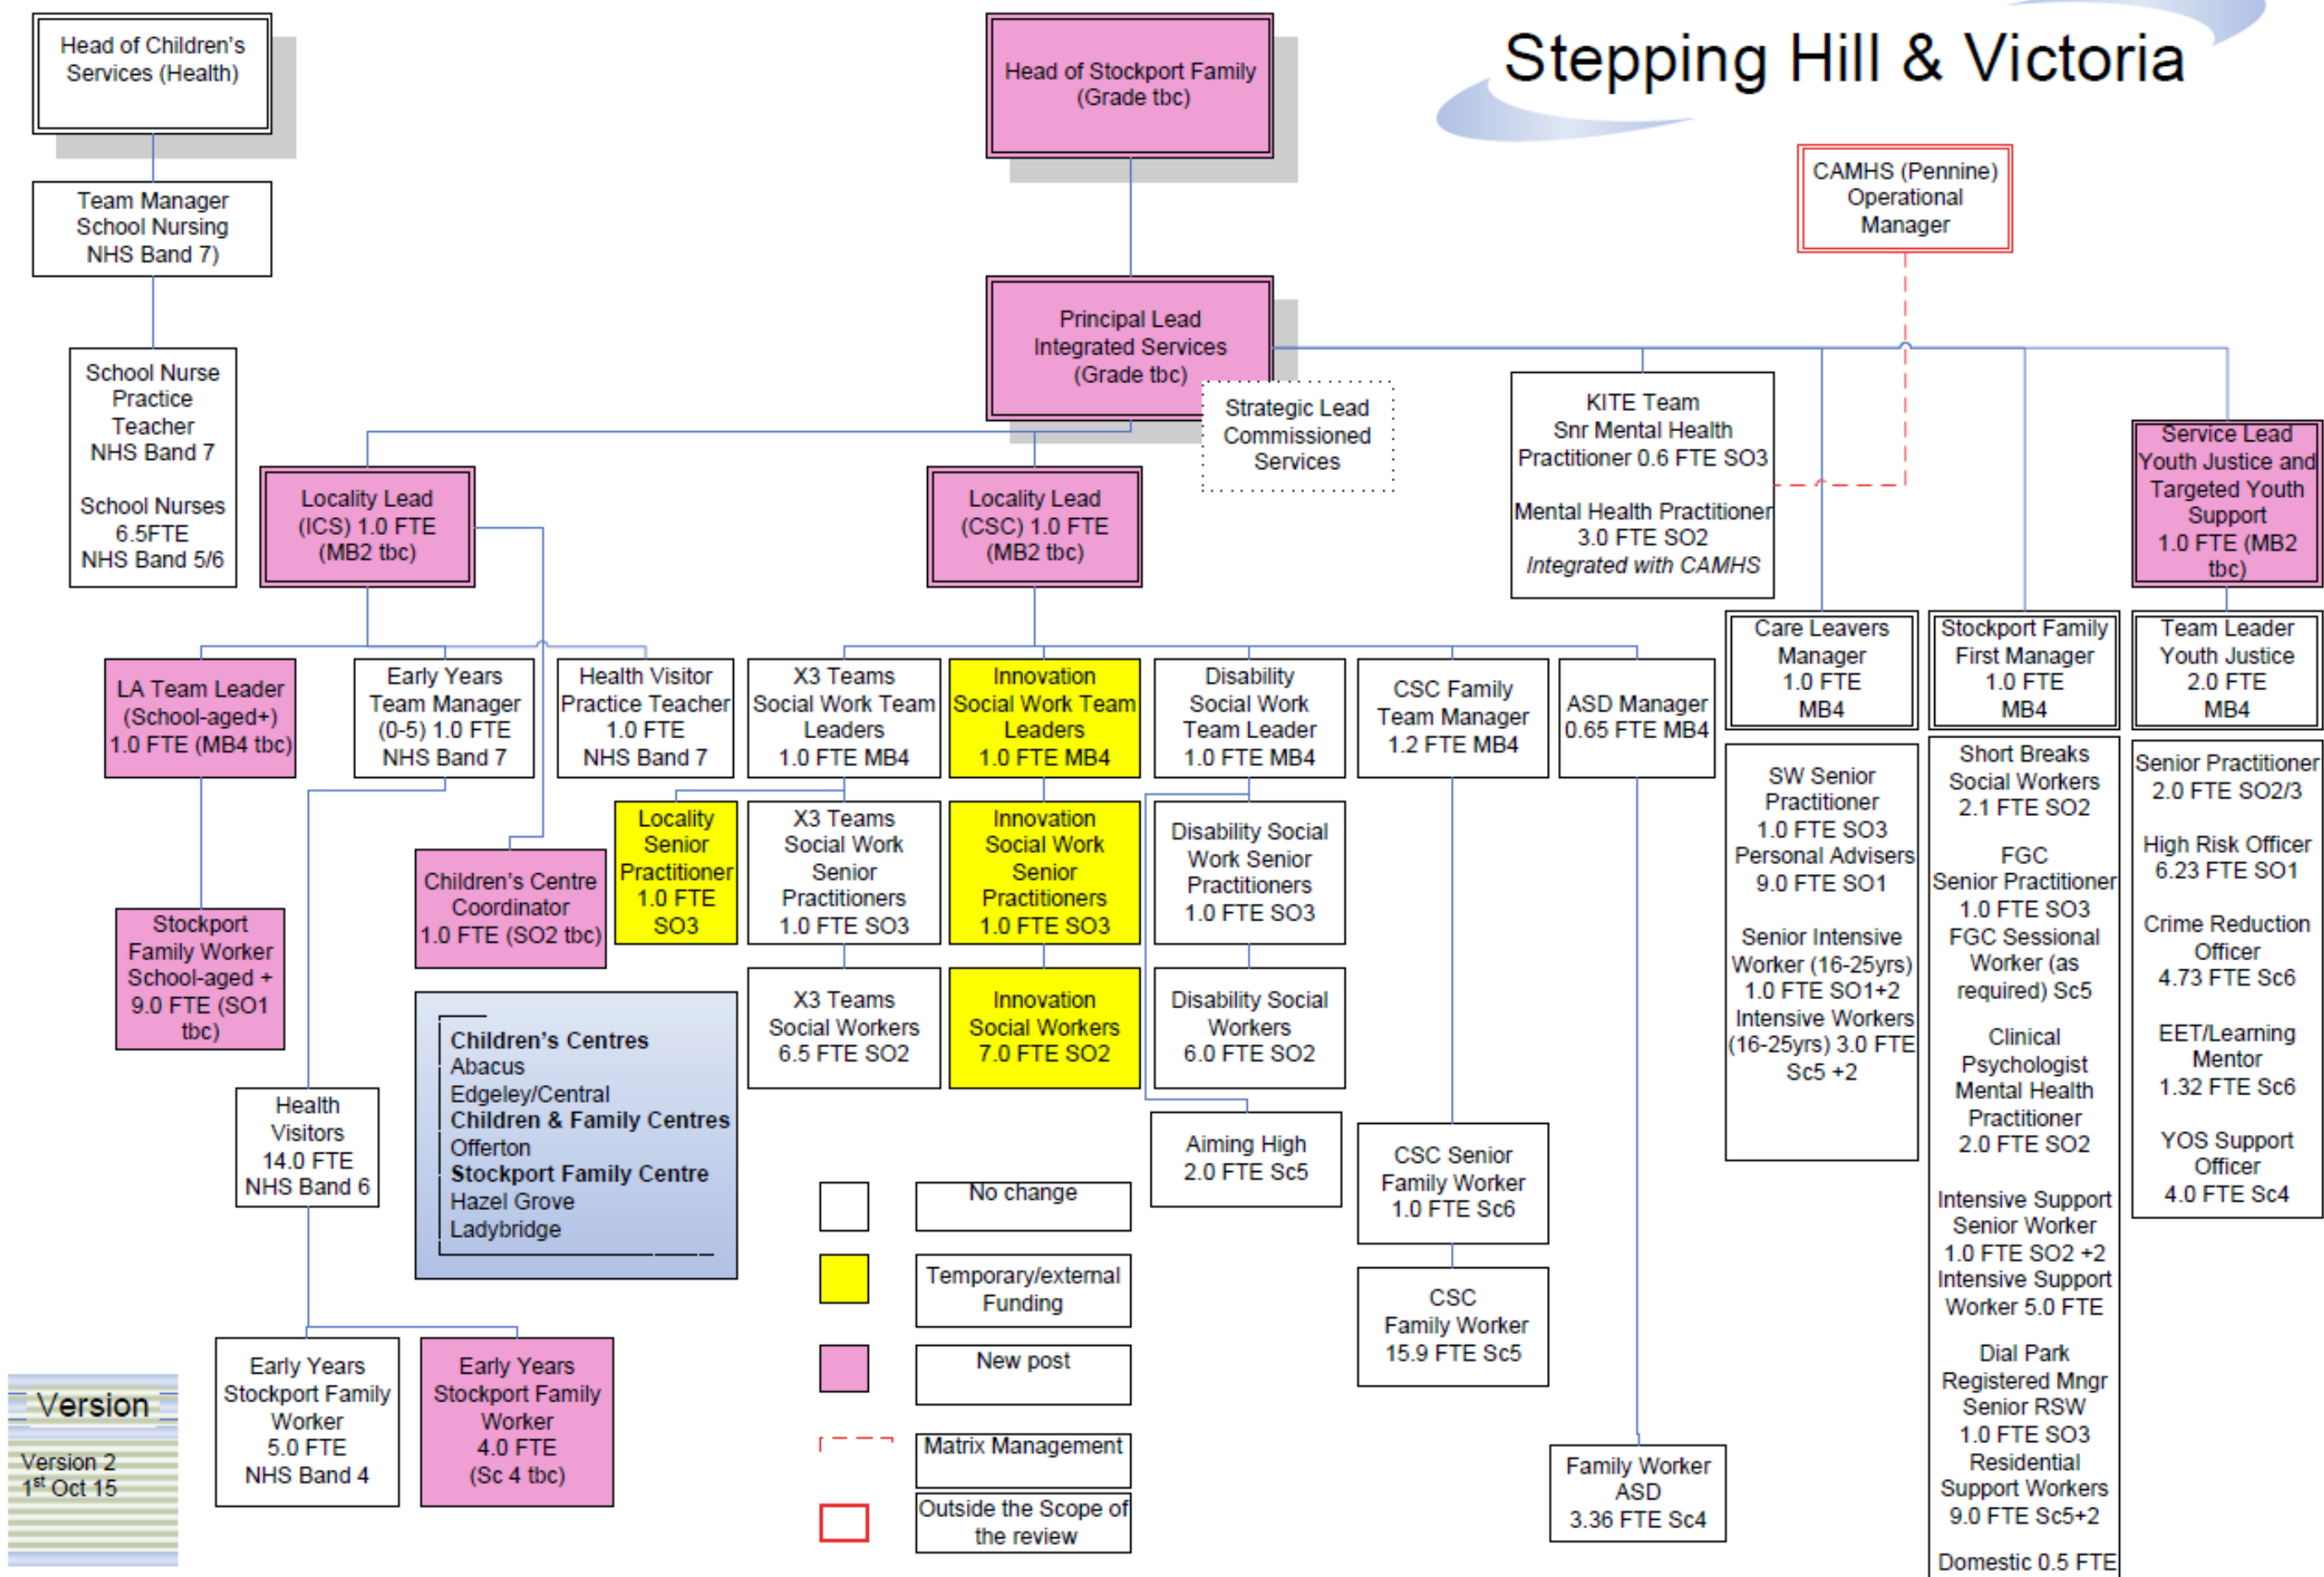 Stepping Hill & Victoria
Head of Children's
Services (Health)
Team Manager
School Nursing
NHS Band 7)
School Nurse
Practice
Teacher
NHS Band 7
School Nurses
6.5FTE
NHS Band 5/6
Head of Stockport Family
(Grade tbc)
Principal Lead
Integrated Services
(Grade tbc)
Strategic Lead
Commissioned
Services
CAMHS (Pennine)
Operational
Manager
KITE Team
Snr Mental Health
Practitioner 0.6 FTE SO3
Mental Health Practitioner
3.0 FTE SO2
Integrated with CAMHS
Service Lead
Youth Justice and
Targeted Youth
Support
1.0 FTE (MB2
tbc)
Locality Lead
(ICS) 1.0 FTE
(MB2 tbc)
Locality Lead
(CSC) 1.0 FTE
(MB2 tbc)
LA Team Leader
(School-aged+)
1.0 FTE (MB4 tbc)
Early Years
Team Manager
(0-5) 1.0 FTE
NHS Band 7
Health Visitor
Practice Teacher
1.0 FTE
NHS Band 7
X3 Teams
Social Work Team
Leaders
1.0 FTE MB4
Innovation
Social Work Team
Leaders
1.0 FTE MB4
Disability
Social Work
Team Leader
1.0 FTE MB4
CSC Family
Team Manager
1.2 FTE MB4
ASD Manager
0.65 FTE MB4
Care Leavers
Manager
1.0 FTE
MB4
Stockport Family
First Manager
1.0 FTE
MB4
Team Leader
Youth Justice
2.0 FTE
MB4
Stockport
Family Worker
School-aged +
9.0 FTE (SO1
tbc)
Children's Centre
Coordinator
1.0 FTE (SO2 tbc)
Locality
Senior
Practitioner
1.0 FTE
SO3
X3 Teams
Social Work
Senior
Practitioners
1.0 FTE SO3
Innovation
Social Work
Senior
Practitioners
1.0 FTE SO3
Disability Social
Work Senior
Practitioners
1.0 FTE SO3
X3 Teams
Social Workers
6.5 FTE SO2
Innovation
Social Workers
7.0 FTE SO2
Disability Social
Workers
6.0 FTE SO2
Aiming High
2.0 FTE Sc5
CSC Senior
Family Worker
1.0 FTE Sc6
CSC
Family Worker
15.9 FTE Sc5
Family Worker
ASD
3.36 FTE Sc4
SW Senior
Practitioner
1.0 FTE SO3
Personal Advisers
9.0 FTE SO1
Senior Intensive
Worker (16-25yrs)
1.0 FTE SO1+2
Intensive Workers
(16-25yrs) 3.0 FTE
Sc5 +2
Short Breaks
Social Workers
2.1 FTE SO2
FGC
Senior Practitioner
1.0 FTE SO3
FGC Sessional
Worker (as
required) Sc5
Clinical
Psychologist
Mental Health
Practitioner
2.0 FTE SO2
Intensive Support
Senior Worker
1.0 FTE SO2 +2
Intensive Support
Worker 5.0 FTE
Dial Park
Registered Mngr
Senior RSW
1.0 FTE SO3
Residential
Support Workers
9.0 FTE Sc5+2
Domestic 0.5 FTE
Senior Practitioner
2.0 FTE SO2/3
High Risk Officer
6.23 FTE SO1
Crime Reduction
Officer
4.73 FTE Sc6
EET/Learning
Mentor
1.32 FTE Sc6
YOS Support
Officer
4.0 FTE Sc4
Children's Centres
Abacus
Edgeley/Central
Children & Family Centres
Offerton
Stockport Family Centre
Hazel Grove
Ladybridge
Health
Visitors
14.0 FTE
NHS Band 6
Early Years
Stockport Family
Worker
5.0 FTE
NHS Band 4
Early Years
Stockport Family
Worker
4.0 FTE
(Sc 4 tbc)
No change
Temporary/external
Funding
New post
Matrix Management
Outside the Scope of
the review
Version
Version 2
1st Oct 15